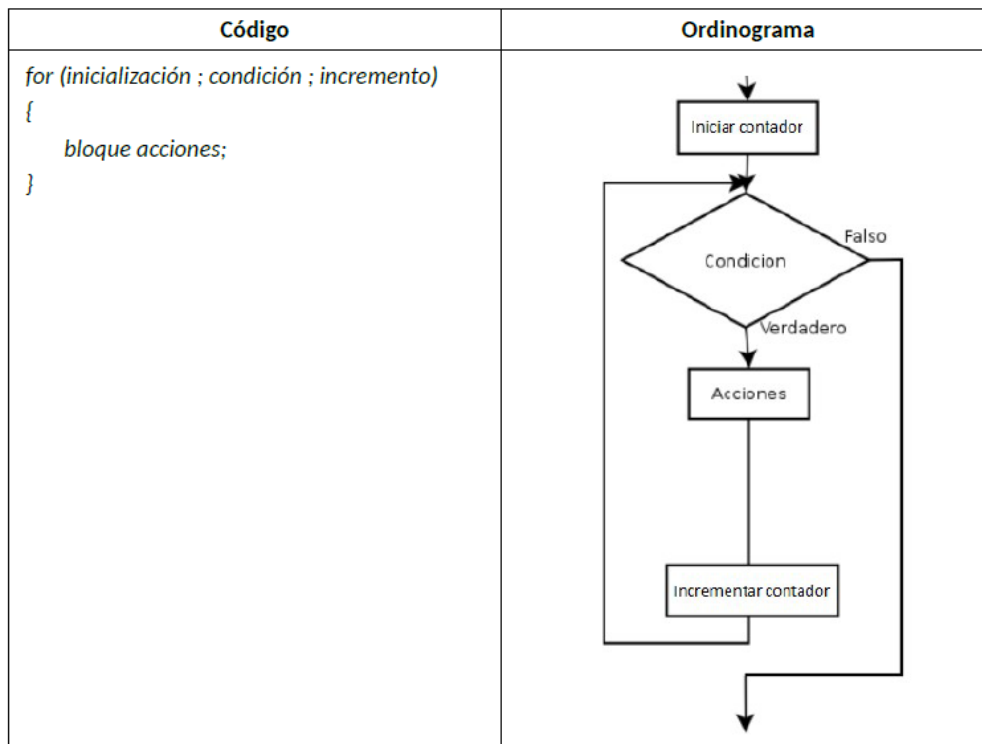 Código
Ordinograma
for (inicialización ; condición ; incremento)
{
bloque acciones;
}
Iniciar contador
Condicion
Falso
Verdadero
Acciones
Incrementar contador